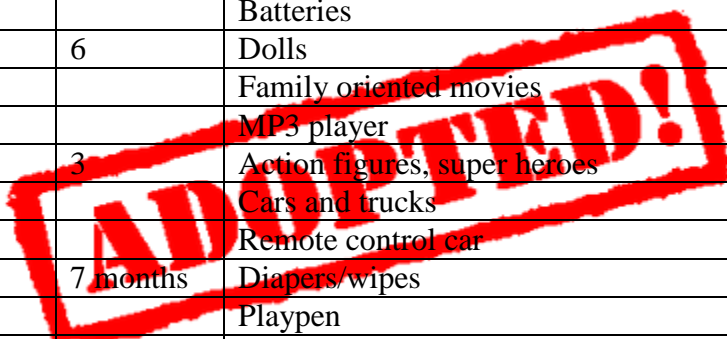 Batteries
6 Dolls
Family oriented movies
MP3 player
3 Action figures, super heroes
Cars and trucks
Remote control car
7 months Diapers/wipes
Playpen
ADOPTED!